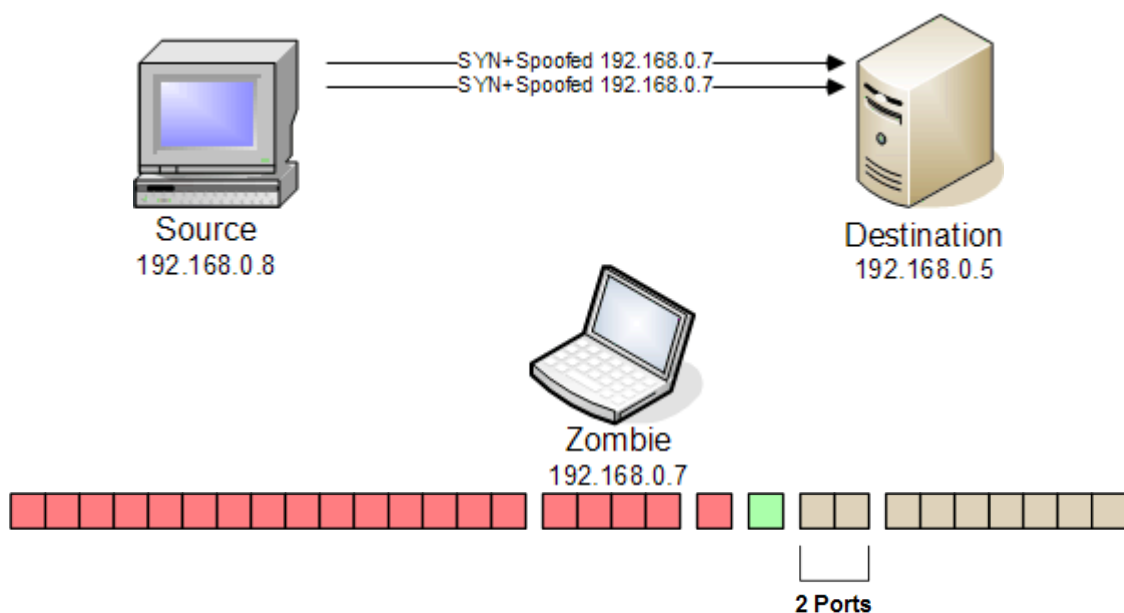 SYN+Spoofed 192.168.0.7
SYN+Spoofed 192.168.0.7
Source
192.168.0.8
Destination
192.168.0.5
Zombie
192.168.0.7
2 Ports